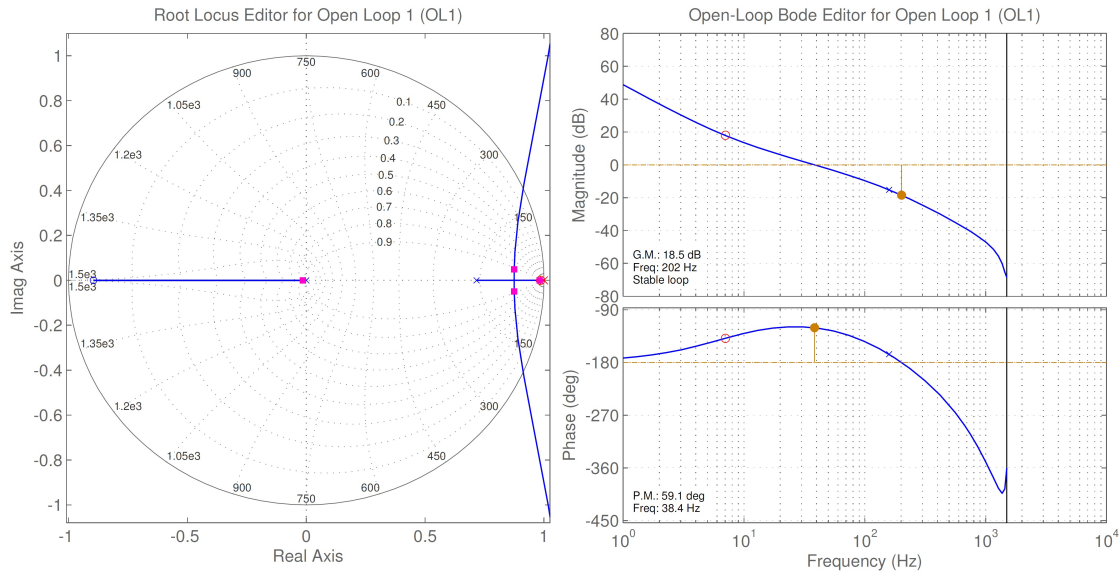 Root Locus Editor for Open Loop 1 (OL1)
Imag Axis
1
0.8
0.6
0.4
0.2
0
-0.2
-0.4
-0.6
-0.8
-1
750
900
600
1.05e3
0.1
450
0.2
1.2e3
0.3
300
0.4
0.5
0.6
1.35e3
0.7
150
0.8
0.9
1.5e3
1.5e3
1.35e3
150
1.2e3
300
1.05e3
450
900
600
750
-1
-0.5
0
0.5
1
Real Axis
Open-Loop Bode Editor for Open Loop 1 (OL1)
Magnitude (dB)
80
60
40
20
0
-20
-40
-60
-80
G.M.: 18.5 dB
Freq: 202 Hz
Stable loop
Phase (deg)
-90
-180
-270
-360
-450
P.M.: 59.1 deg
Freq: 38.4 Hz
10^0
10^1
10^2
10^3
10^4
Frequency (Hz)